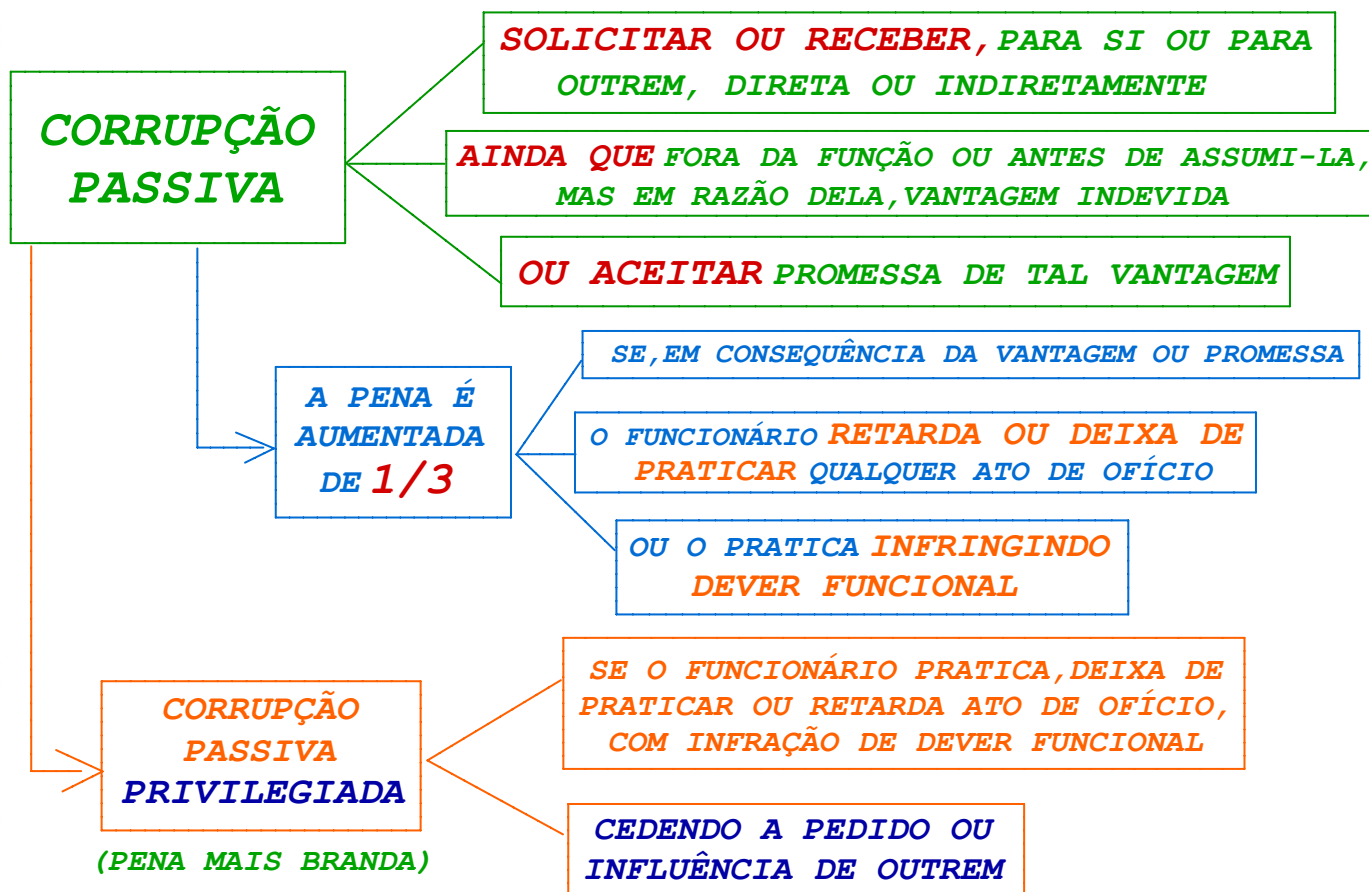 CORRUPÇÃO
PASSIVA
SOLICITAR OU RECEBER, PARA SI OU PARA
OUTREM, DIRETA OU INDIRETAMENTE
AINDA QUE FORA DA FUNÇÃO OU ANTES DE ASSUMI-LA,
MAS EM RAZÃO DELA, VANTAGEM INDEVIDA
OU ACEITAR PROMESSA DE TAL VANTAGEM
A PENA É
AUMENTADA
DE 1/3
SE, EM CONSEQUÊNCIA DA VANTAGEM OU PROMESSA
O FUNCIONÁRIO RETARDA OU DEIXA DE
PRATICAR QUALQUER ATO DE OFÍCIO
OU O PRATICA INFRINGINDO
DEVER FUNCIONAL
CORRUPÇÃO
PASSIVA
PRIVILEGIADA
(PENA MAIS BRANDA)
SE O FUNCIONÁRIO PRATICA, DEIXA DE
PRATICAR OU RETARDA ATO DE OFÍCIO,
COM INFRAÇÃO DE DEVER FUNCIONAL
CEDENDO A PEDIDO OU
INFLUÊNCIA DE OUTREM